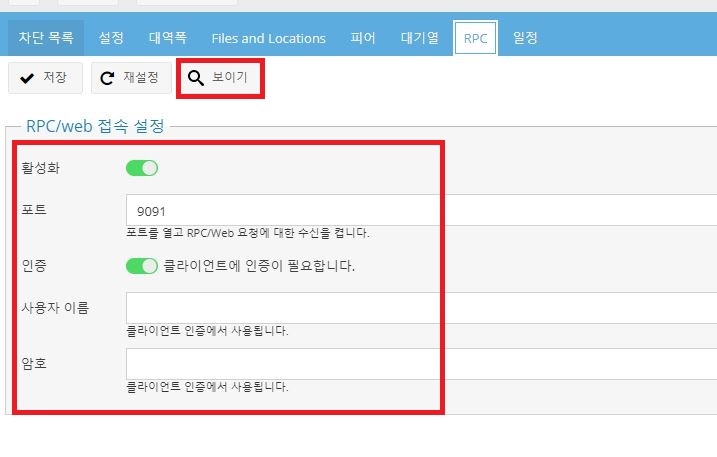 차단 목록 설정 대역폭 Files and Locations 피어 대기열 RPC 일정
저장 재설정 보이기
RPC/web 접속 설정
활성화
포트 9091
포트를 열고 RPC/Web 요청에 대한 수신을 켭니다.
인증 클라이언트에 인증이 필요합니다.
사용자 이름
클라이언트 인증에서 사용됩니다.
암호
클라이언트 인증에서 사용됩니다.